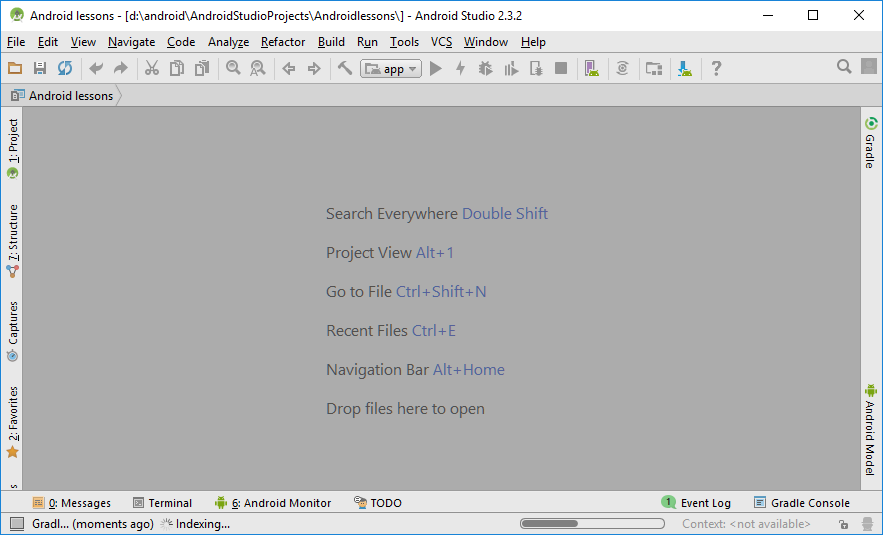 Android lessons - [d:\android\AndroidStudioProjects\Androidlessons\] - Android Studio 2.3.2
File Edit View Navigate Code Analyze Refactor Build Run Tools VCS Window Help
app
Android lessons
1: Project
7: Structure
Captures
2: Favorites
Gradle
Android Model
Search Everywhere Double Shift
Project View Alt+1
Go to File Ctrl+Shift+N
Recent Files Ctrl+E
Navigation Bar Alt+Home
Drop files here to open
0: Messages Terminal 6: Android Monitor TODO 1 Event Log Gradle Console
Gradl... (moments ago) Indexing... Context: <not available>